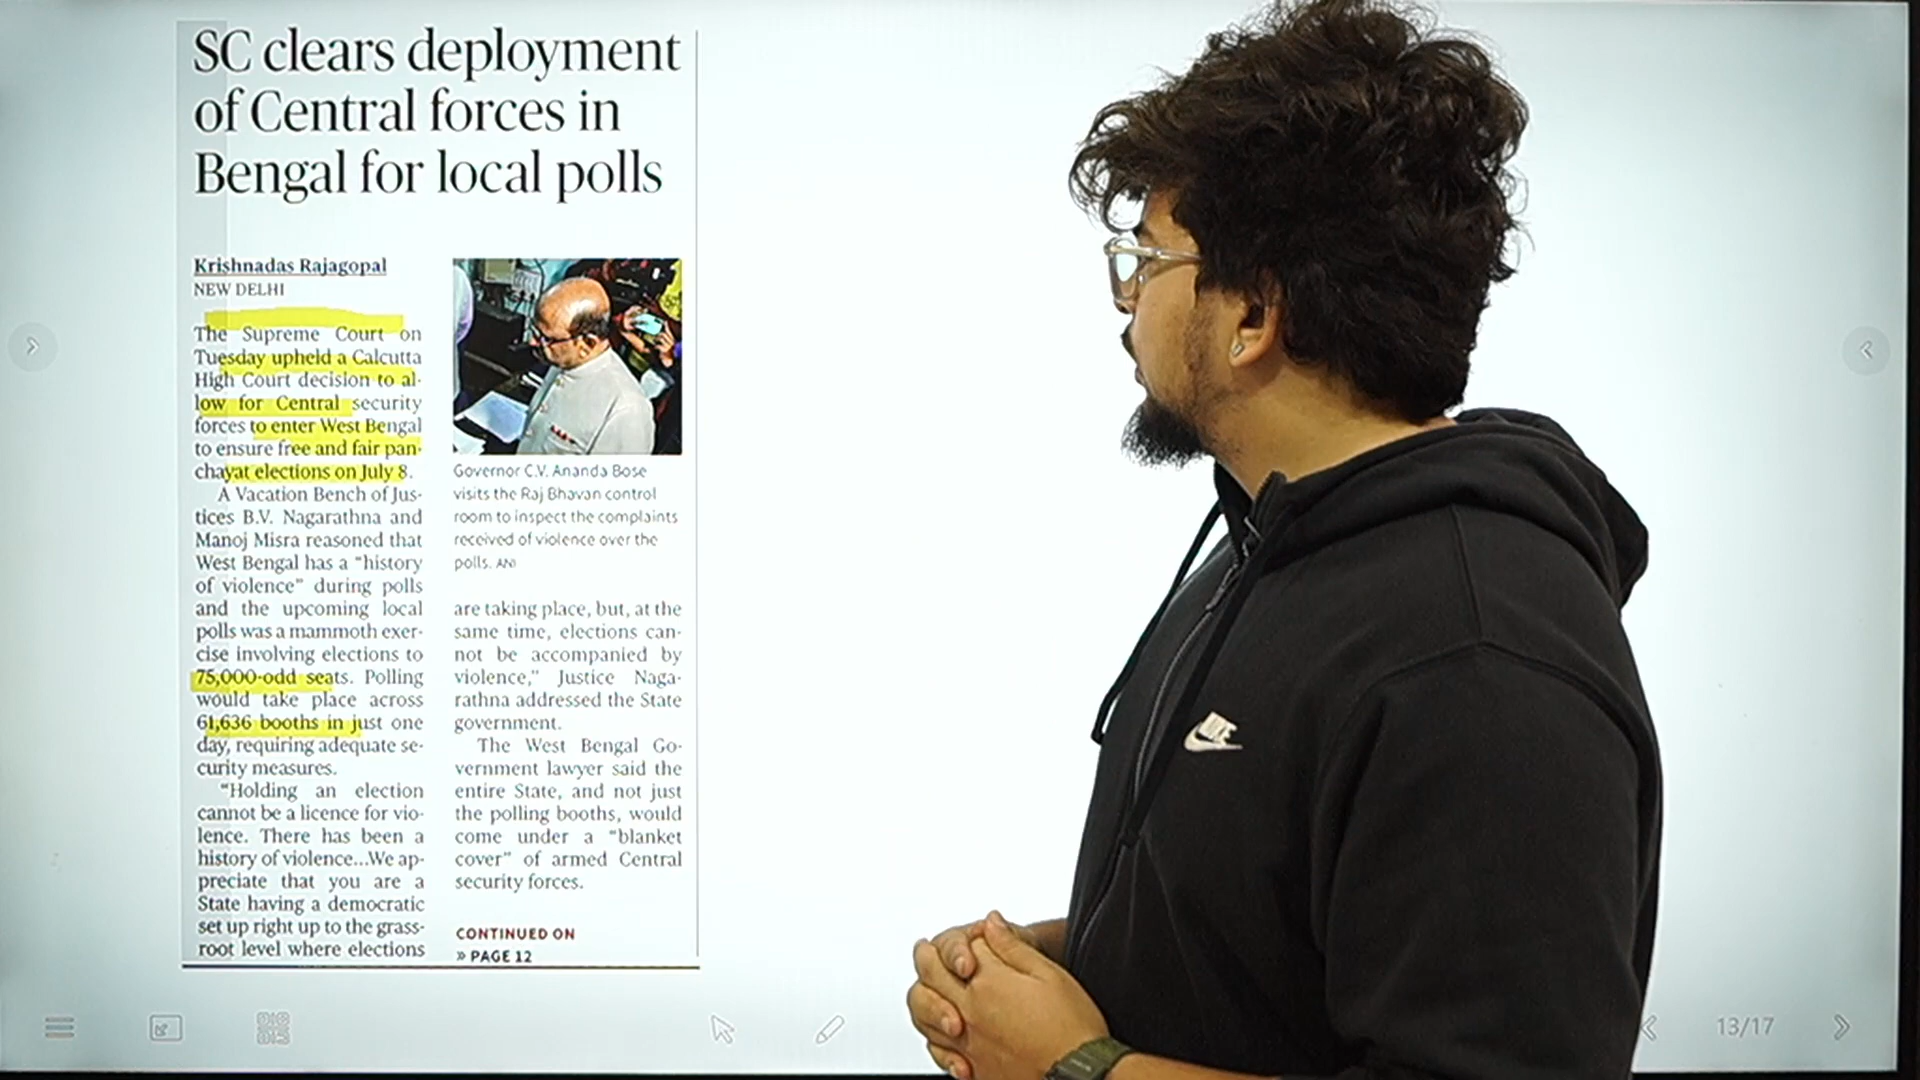 SC clears deployment
of Central forces in
Bengal for local polls
Krishnadas Rajagopal
NEW DELHI
The Supreme Court on
Tuesday upheld a Calcutta
High Court decision to al-
low for Central security
forces to enter West Bengal
to ensure free and fair pan-
chayat elections on July 8.
A Vacation Bench of Jus-
tices B.V. Nagarathna and
Manoj Misra reasoned that
West Bengal has a "history
of violence" during polls
and the upcoming local
polls was a mammoth exer-
cise involving elections to
75,000-odd seats. Polling
would take place across
61,636 booths in just one
day, requiring adequate se-
curity measures.
"Holding an election
cannot be a licence for vio-
lence. There has been a
history of violence...We ap-
preciate that you are a
State having a democratic
set up right up to the grass-
root level where elections
Governor C.V. Ananda Bose
visits the Raj Bhavan control
room to inspect the complaints
received of violence over the
polls. ANI
are taking place, but, at the
same time, elections can-
not be accompanied by
violence," Justice Naga-
rathna addressed the State
government.
The West Bengal Go-
vernment lawyer said the
entire State, and not just
the polling booths, would
come under a "blanket
cover" of armed Central
security forces.
CONTINUED ON
» PAGE 12
NIKE
13/17